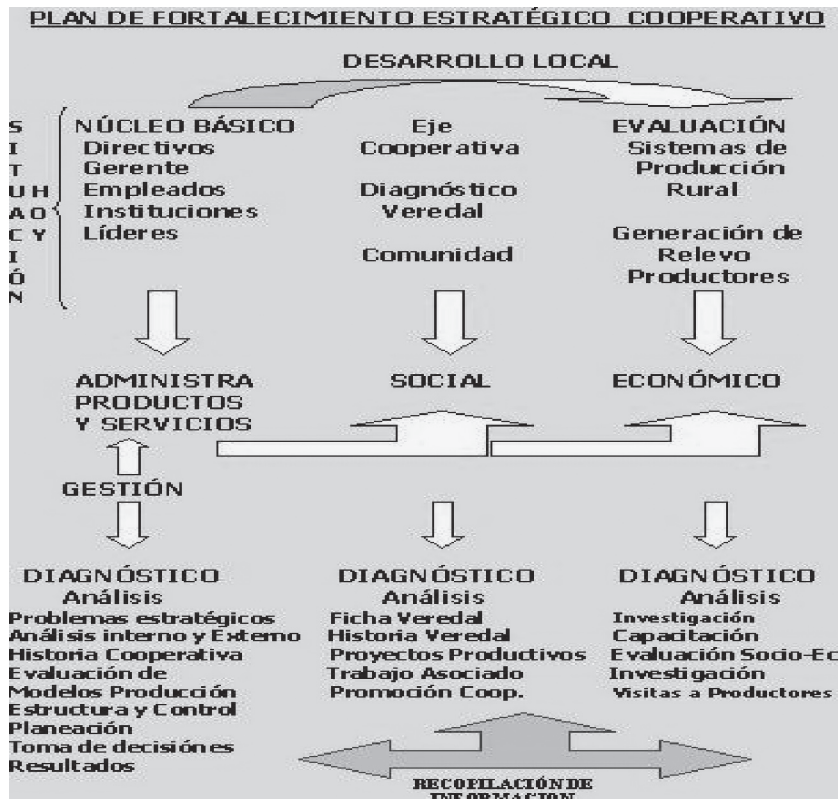 PLAN DE FORTALECIMIENTO ESTRATÉGICO COOPERATIVO
DESARROLLO LOCAL
SITUACIÓN
HOY
NÚCLEO BÁSICO
Directivos
Gerente
Empleados
Instituciones
Líderes
Eje
Cooperativa
Diagnóstico
Veredal
Comunidad
EVALUACIÓN
Sistemas de
Producción
Rural
Generación de
Relevo
Productores
ADMINISTRA
PRODUCTOS
Y SERVICIOS
SOCIAL
ECONÓMICO
GESTIÓN
DIAGNÓSTICO
Análisis
Problemas estratégicos
Análisis interno y Externo
Historia Cooperativa
Evaluación de
Modelos Producción
Estructura y Control
Planeación
Toma de decisiónes
Resultados
DIAGNÓSTICO
Análisis
Ficha Veredal
Historia Veredal
Proyectos Productivos
Trabajo Asociado
Promoción Coop.
DIAGNÓSTICO
Análisis
Investigación
Capacitación
Evaluación Socio-Ec
Investigación
Visitas a Productores
RECOPILACIÓN DE
INFORMACION